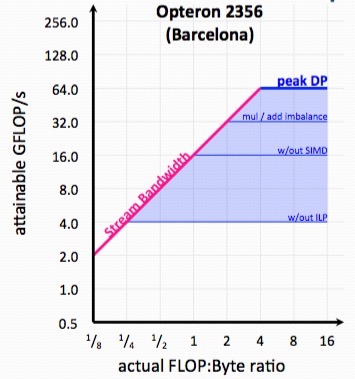 Opteron 2356
(Barcelona)
attainable GFLOP/s
256.0
128.0
64.0
32.0
16.0
8.0
4.0
2.0
1.0
0.5
peak DP
mul / add imbalance
w/out SIMD
w/out ILP
Stream Bandwidth
1/8 1/4 1/2 1 2 4 8 16
actual FLOP:Byte ratio